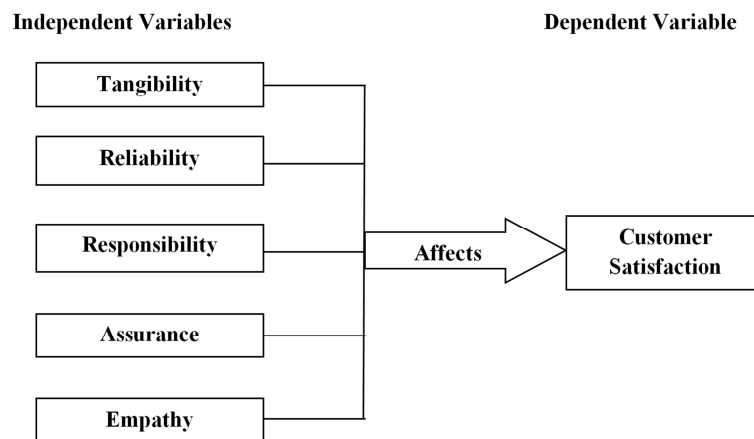 Independent Variables
Dependent Variable
Tangibility
Reliability
Responsibility
Assurance
Empathy
Affects
Customer
Satisfaction